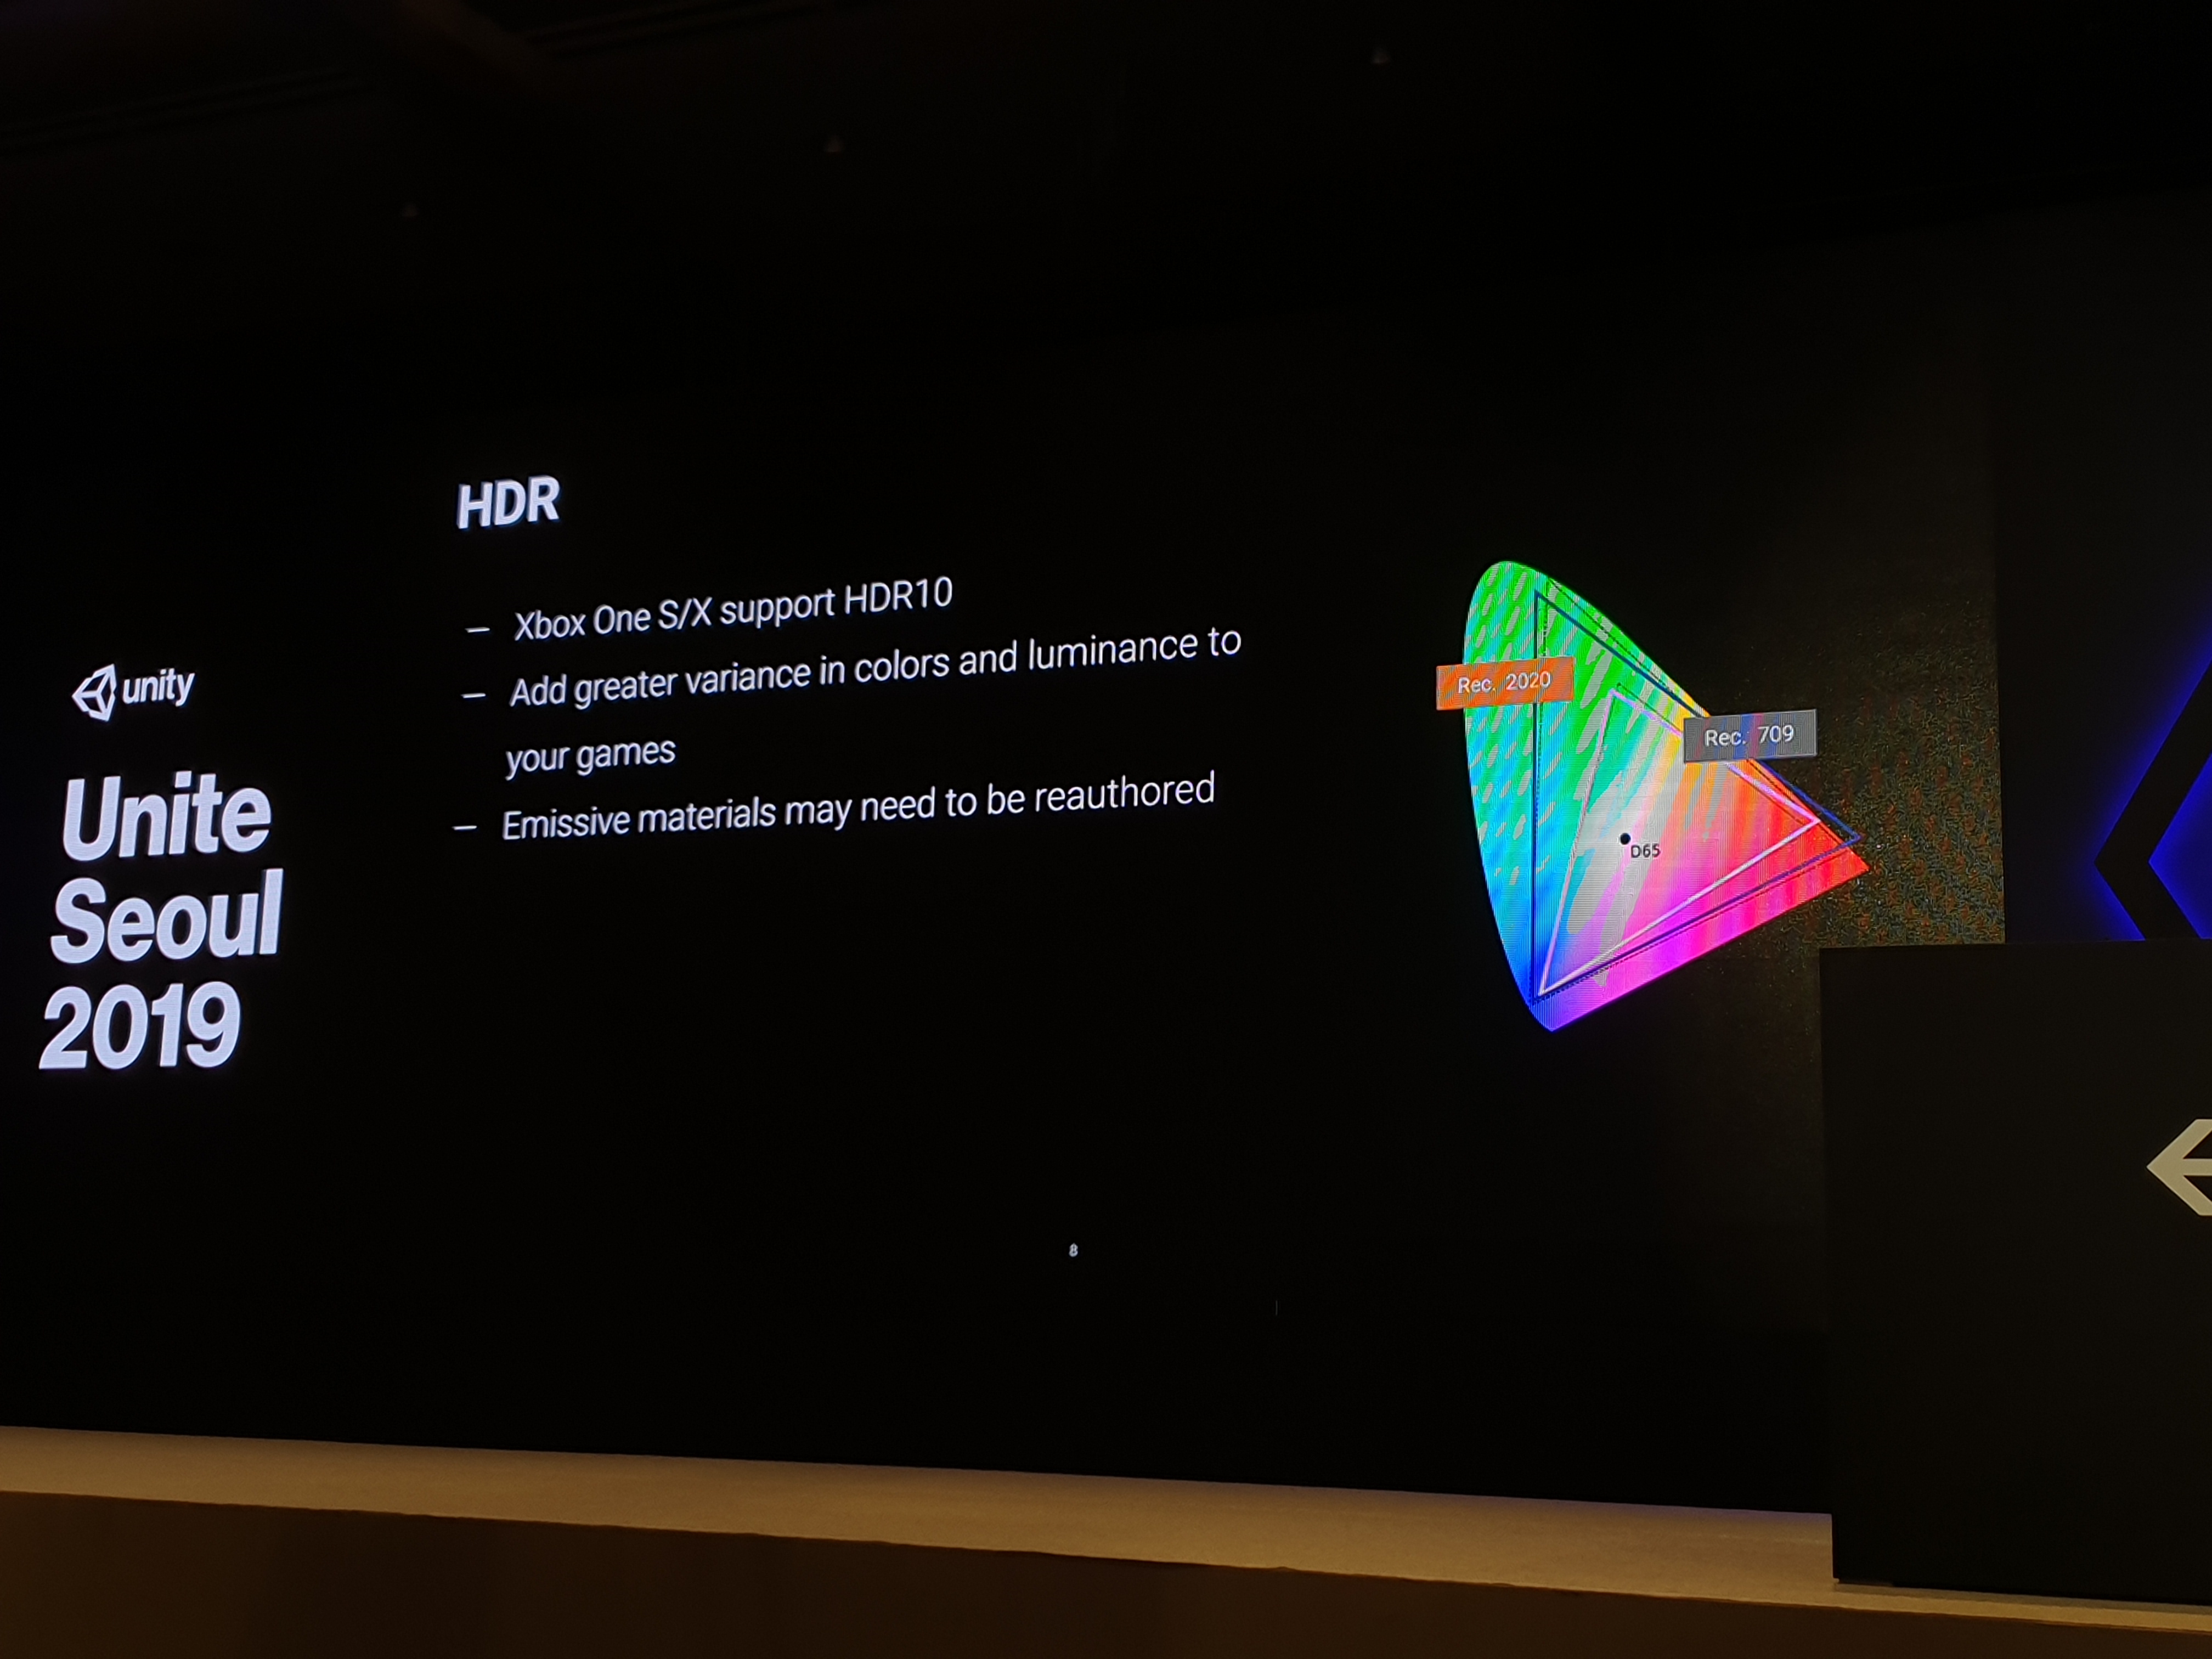 unity
Unite
Seoul
2019
HDR
– Xbox One S/X support HDR10
– Add greater variance in colors and luminance to
your games
– Emissive materials may need to be reauthored
Rec. 2020
Rec. 709
D65
8